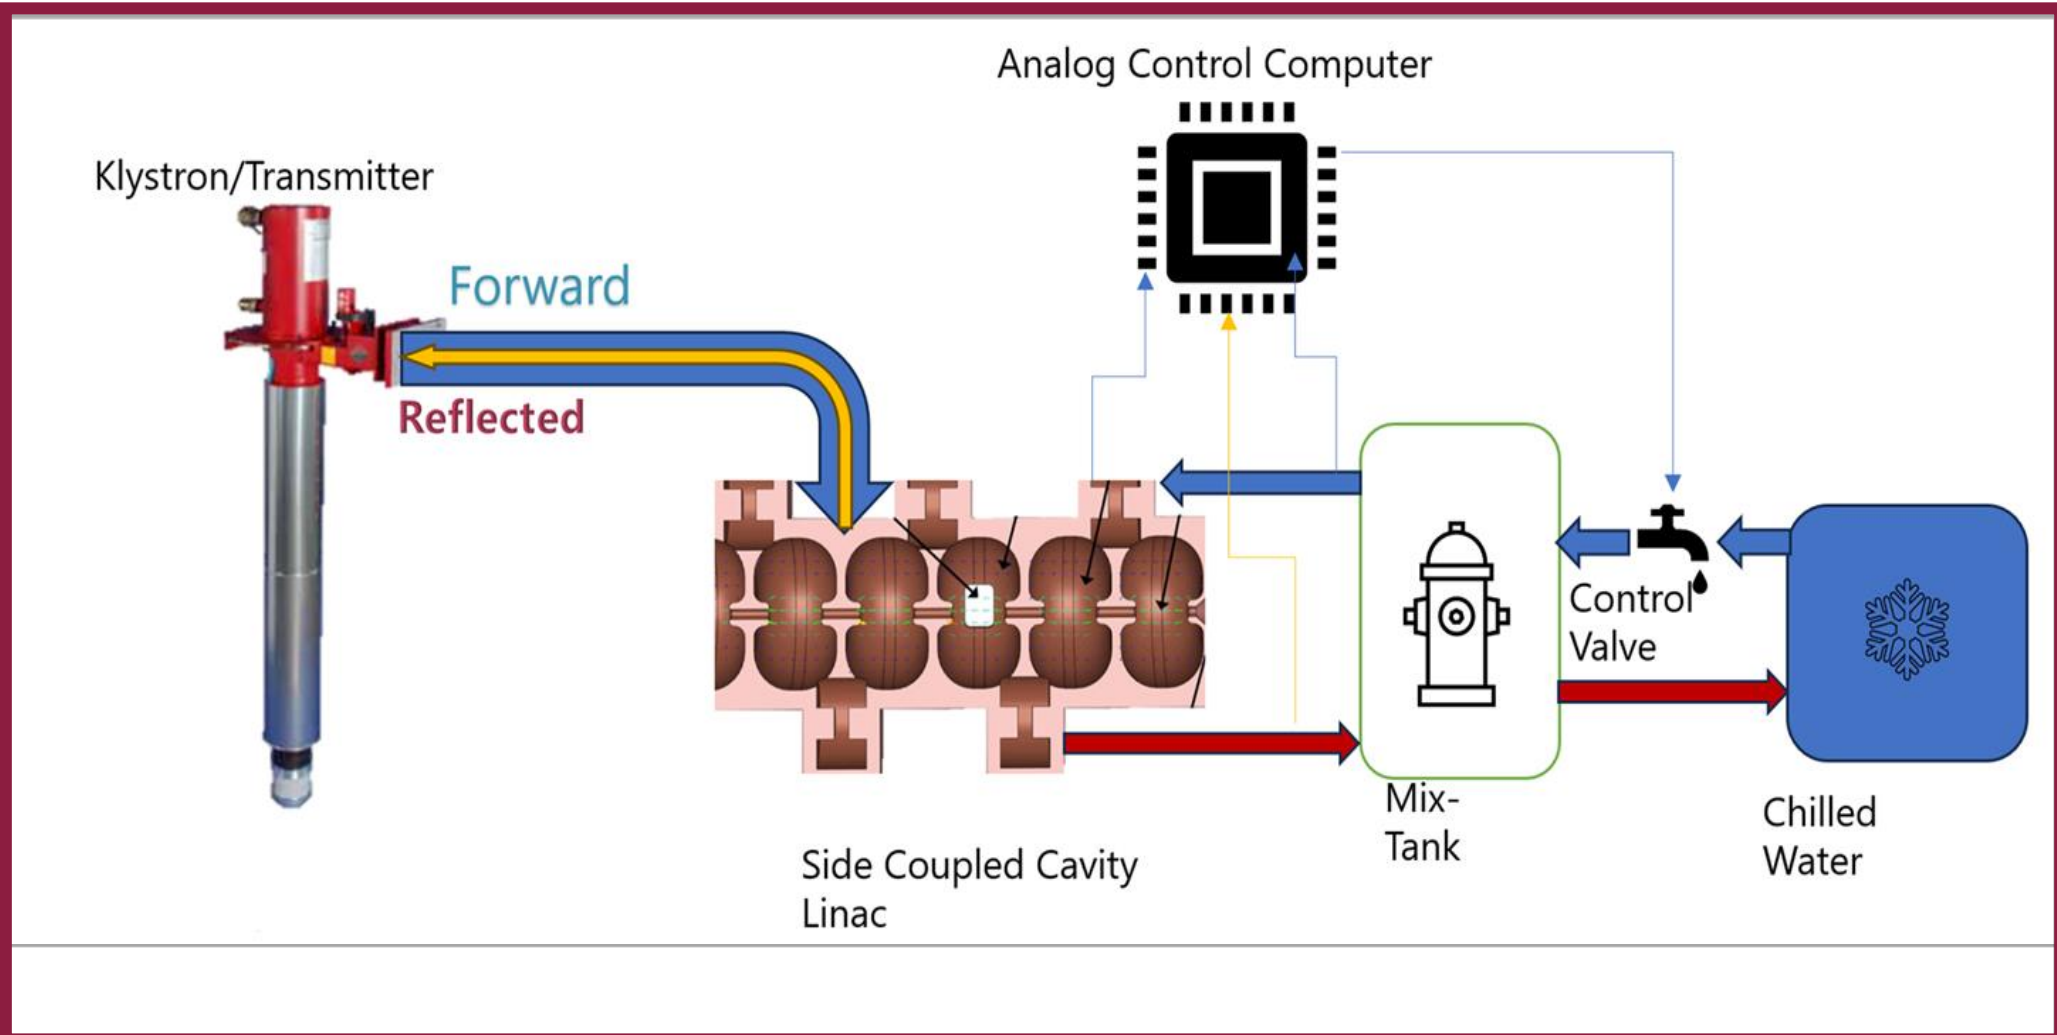 Analog Control Computer
Klystron/Transmitter
Forward
Reflected
Control
Valve
Mix-
Tank
Chilled
Water
Side Coupled Cavity
Linac